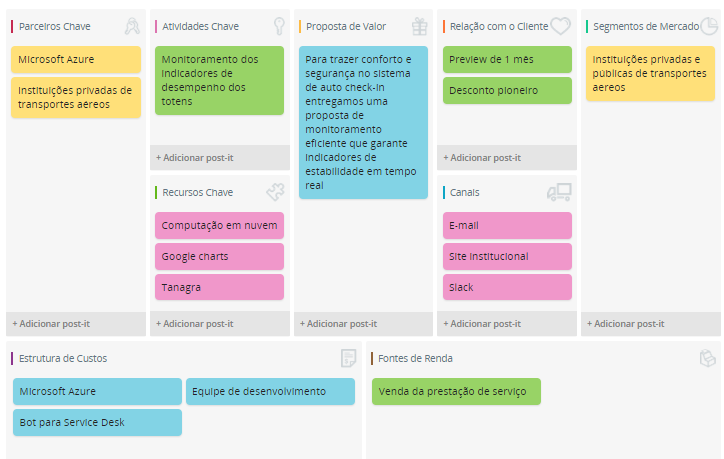 Parceiros Chave
Microsoft Azure
Instituições privadas de
transportes aéreos
+ Adicionar post-it
Atividades Chave
Monitoramento dos
indicadores de
desempenho dos
totens
+ Adicionar post-it
Recursos Chave
Computação em nuvem
Google charts
Tanagra
+ Adicionar post-it
Proposta de Valor
Para trazer conforto e
segurança no sistema
de auto check-in
entregamos uma
proposta de
monitoramento
eficiente que garante
indicadores de
estabilidade em tempo
real
+ Adicionar post-it
Relação com o Cliente
Preview de 1 mês
Desconto pioneiro
+ Adicionar post-it
Canais
E-mail
Site institucional
Slack
+ Adicionar post-it
Segmentos de Mercado
Instituições privadas e
públicas de transportes
aereos
+ Adicionar post-it
Estrutura de Custos
Microsoft Azure
Equipe de desenvolvimento
Bot para Service Desk
Fontes de Renda
Venda da prestação de serviço